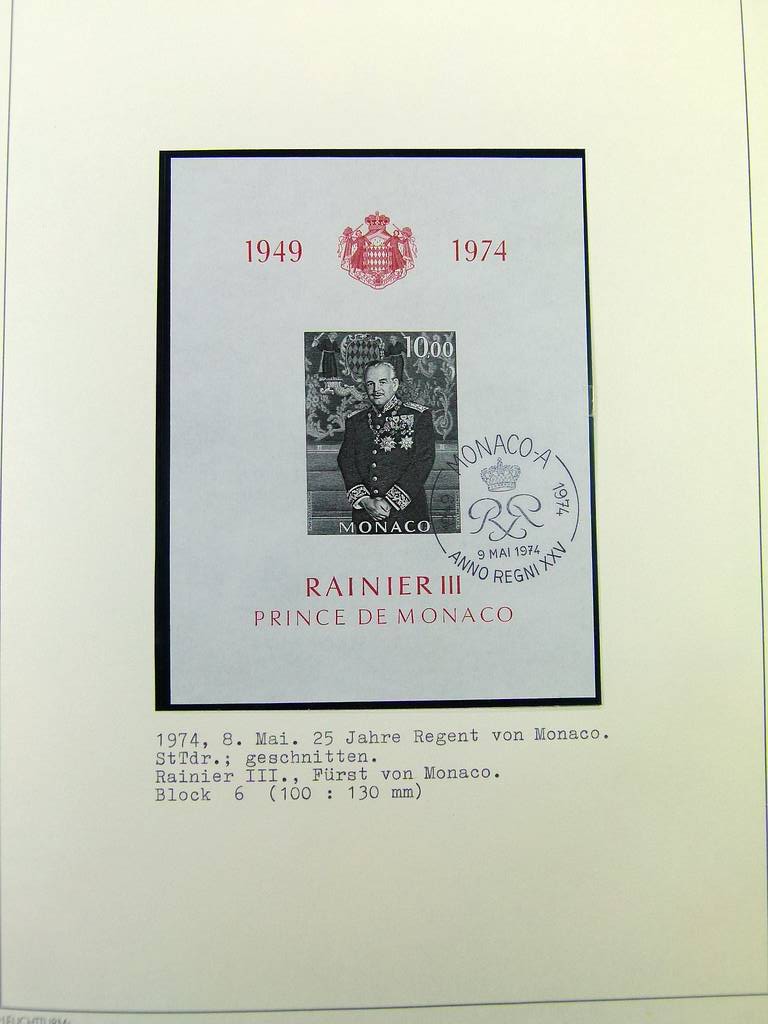 1949 1974
10,00
MONACO
MONACO-A
1949 1974
9 MAI 1974
ANNO REGNI XXV
RAINIER III
PRINCE DE MONACO
1974, 8. Mai. 25 Jahre Regent von Monaco.
StTdr.; geschnitten.
Rainier III., Fürst von Monaco.
Block 6 (100 : 130 mm)
LEUCHTTURM